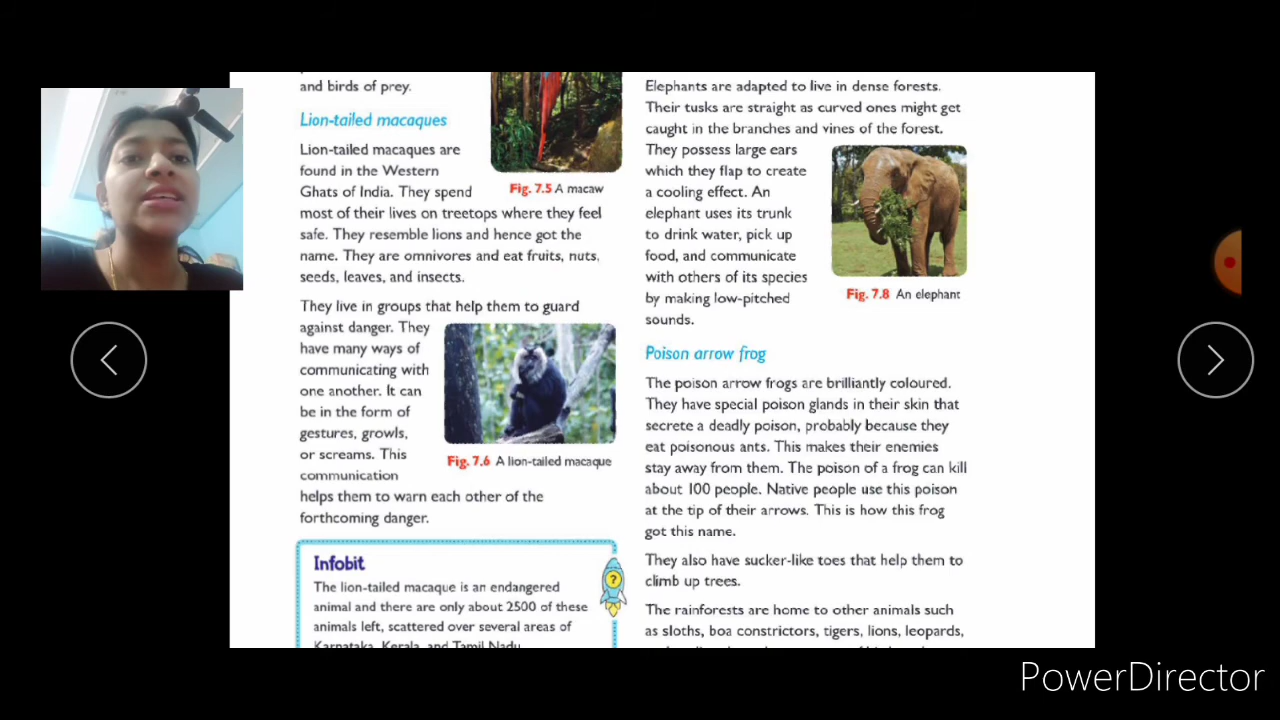 and birds of prey.
Lion-tailed macaques
Lion-tailed macaques are
found in the Western
Ghats of India. They spend
most of their lives on treetops where they feel
safe. They resemble lions and hence got the
name. They are omnivores and eat fruits, nuts,
seeds, leaves, and insects.
Fig. 7.5 A macaw
They live in groups that help them to guard
against danger. They
have many ways of
communicating with
one another. It can
be in the form of
gestures, growls,
or screams. This
communication
helps them to warn each other of the
forthcoming danger.
Fig. 7.6 A lion-tailed macaque
Infobit
The lion-tailed macaque is an endangered
animal and there are only about 2500 of these
animals left, scattered over several areas of
Karnataka, Kerala, and Tamil Nadu
?
Elephants are adapted to live in dense forests.
Their tusks are straight as curved ones might get
caught in the branches and vines of the forest.
They possess large ears
which they flap to create
a cooling effect. An
elephant uses its trunk
to drink water, pick up
food, and communicate
with others of its species
by making low-pitched
sounds.
Fig. 7.8 An elephant
Poison arrow frog
The poison arrow frogs are brilliantly coloured.
They have special poison glands in their skin that
secrete a deadly poison, probably because they
eat poisonous ants. This makes their enemies
stay away from them. The poison of a frog can kill
about 100 people. Native people use this poison
at the tip of their arrows. This is how this frog
got this name.
They also have sucker-like toes that help them to
climb up trees.
The rainforests are home to other animals such
as sloths, boa constrictors, tigers, lions, leopards,
PowerDirector